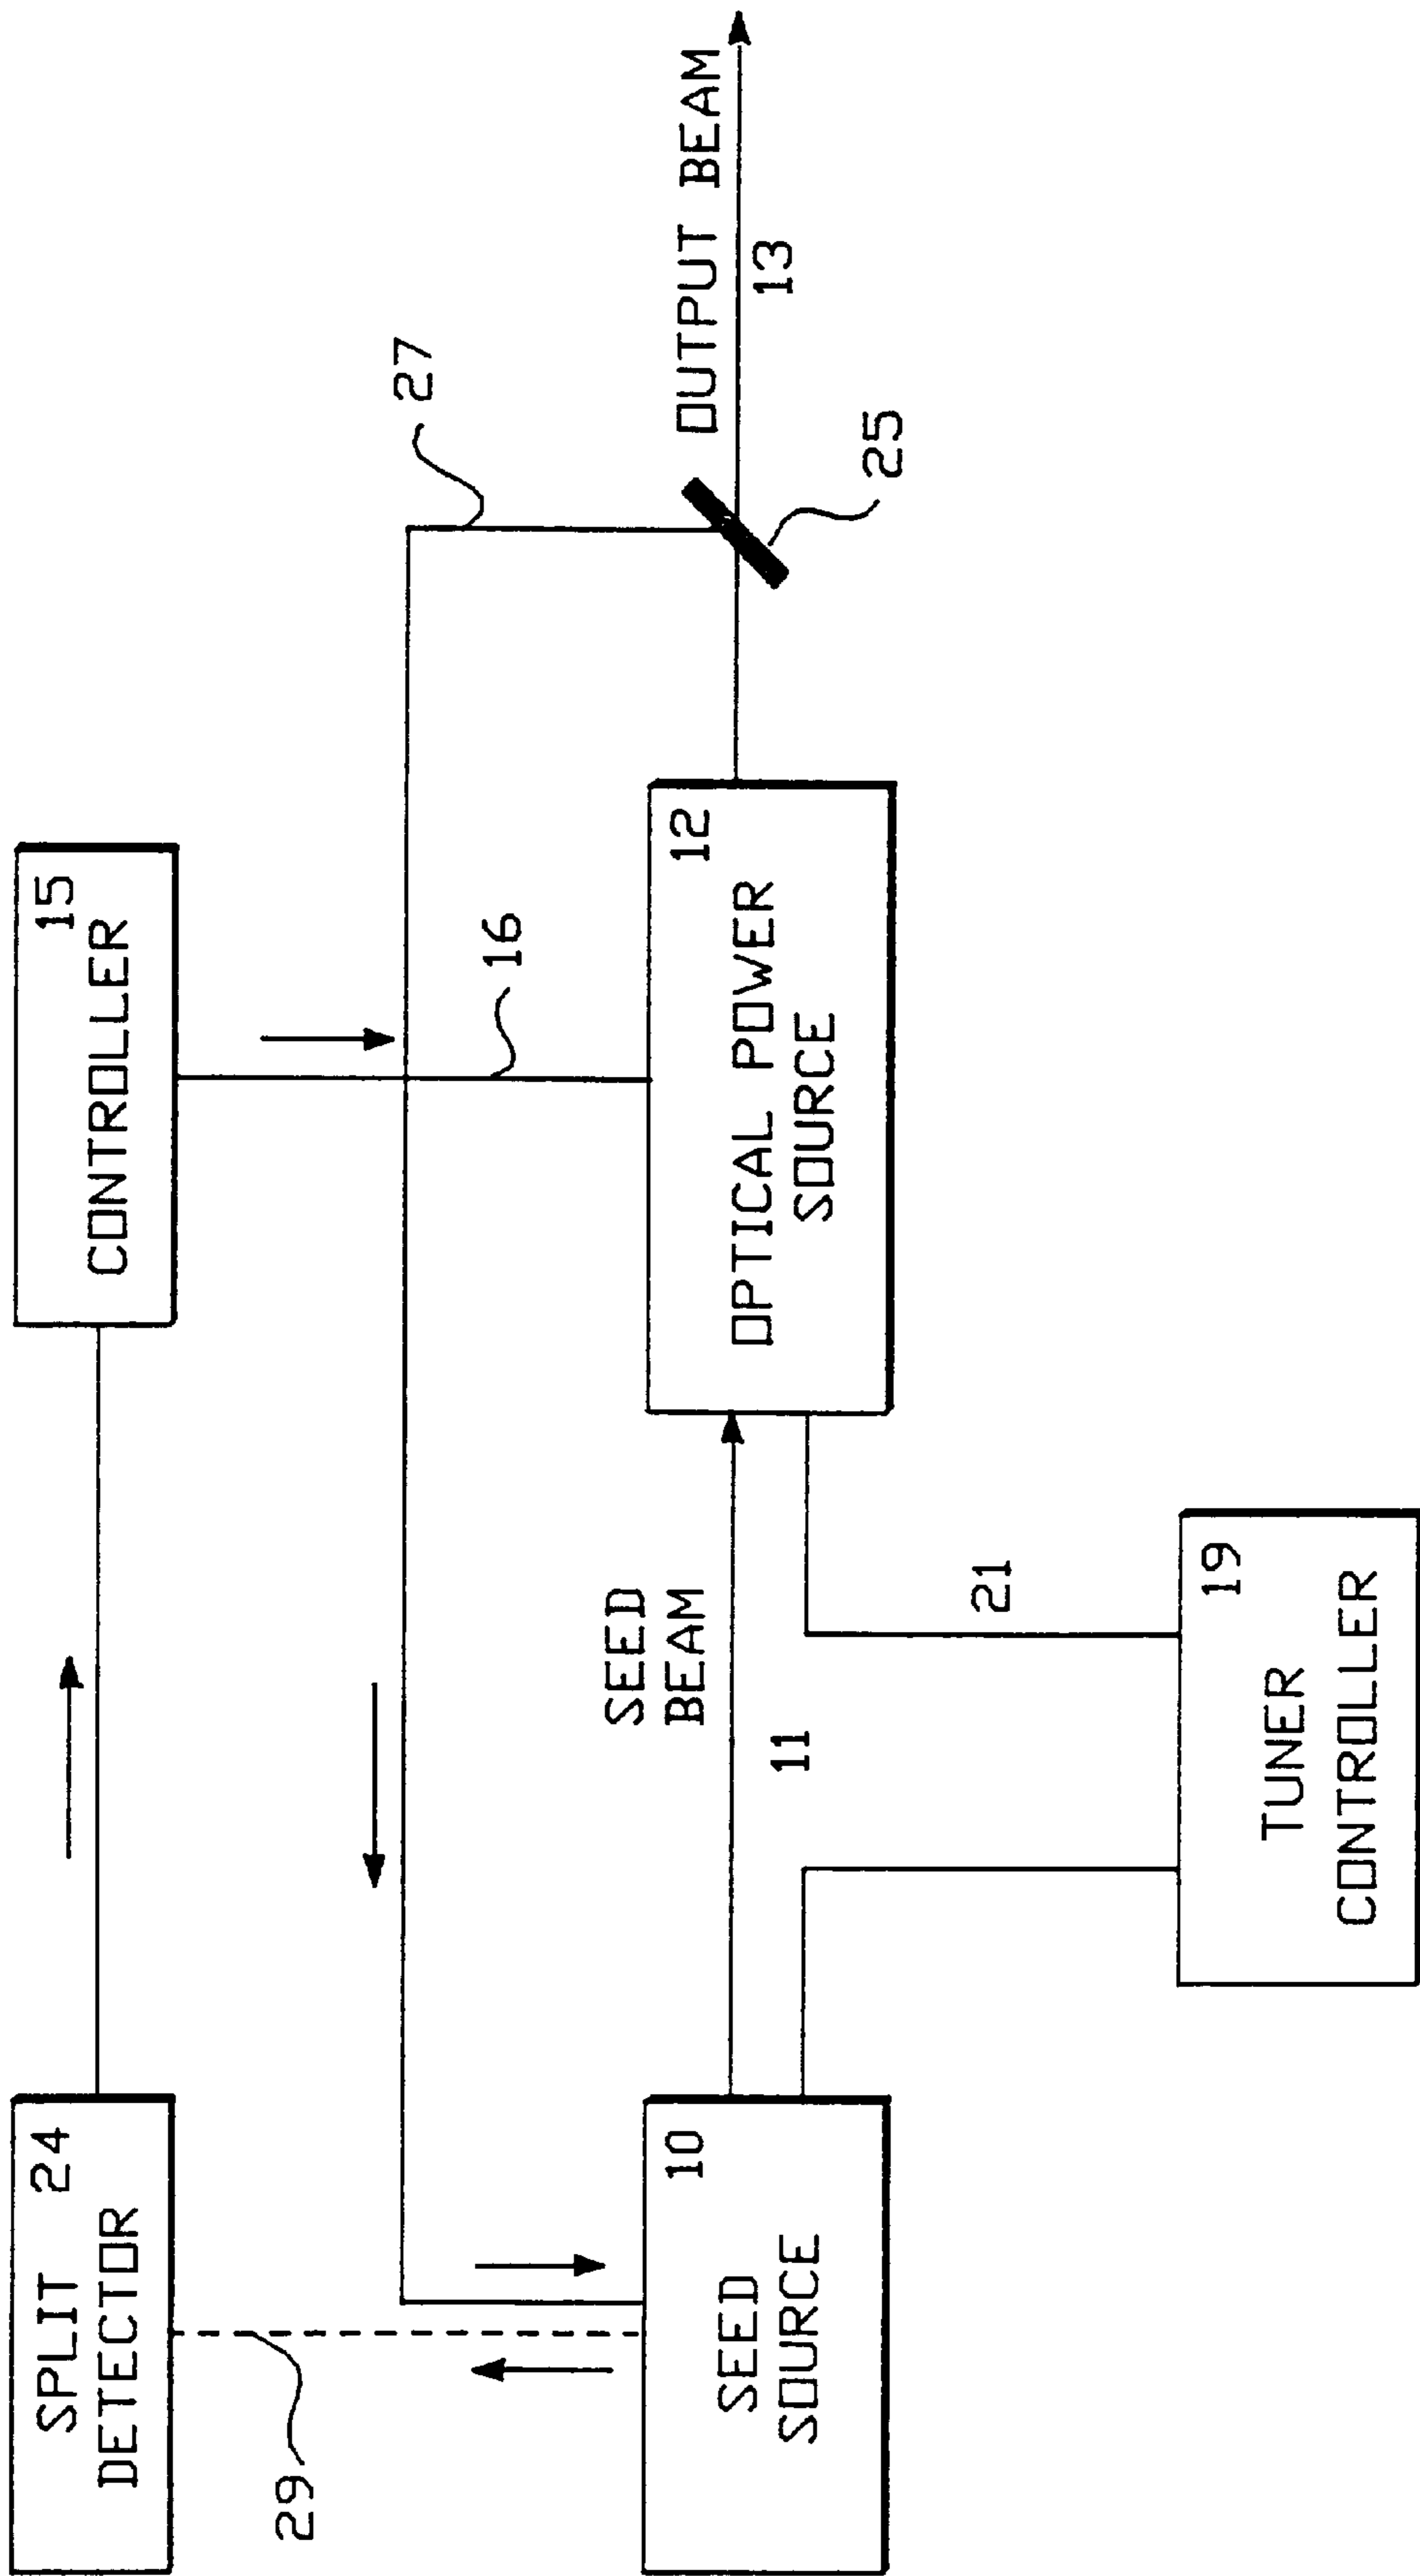 SPLIT 24
DETECTOR
15
CONTROLLER
29
27
16
10
SEED
SOURCE
SEED
BEAM
11
12
OPTICAL POWER
SOURCE
OUTPUT BEAM
13
25
21
19
TUNER
CONTROLLER